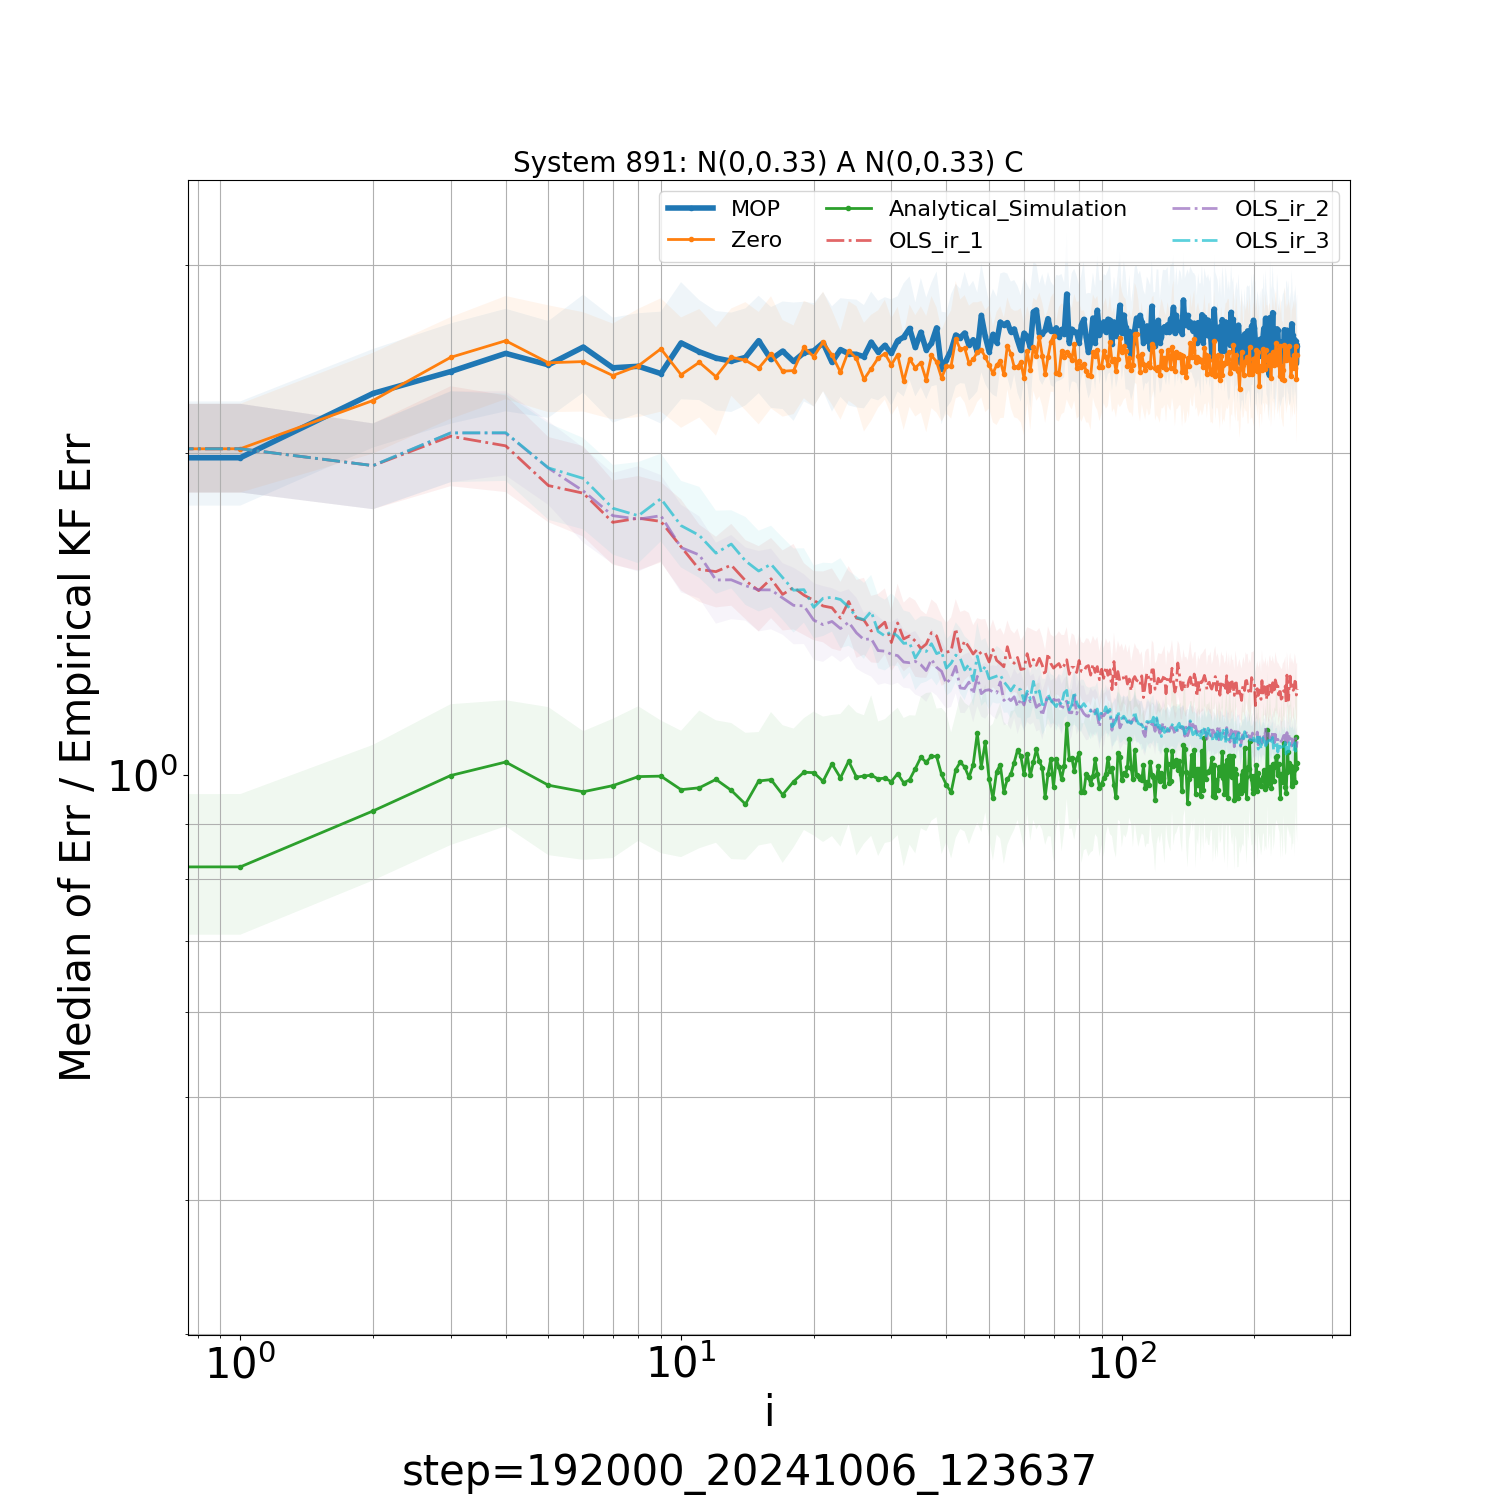 System 891: N(0,0.33) A N(0,0.33) C
MOP Analytical_Simulation OLS_ir_2
Zero OLS_ir_1 OLS_ir_3
Median of Err / Empirical KF Err
10⁰
10⁰ 10¹ 10²
i
step=192000_20241006_123637